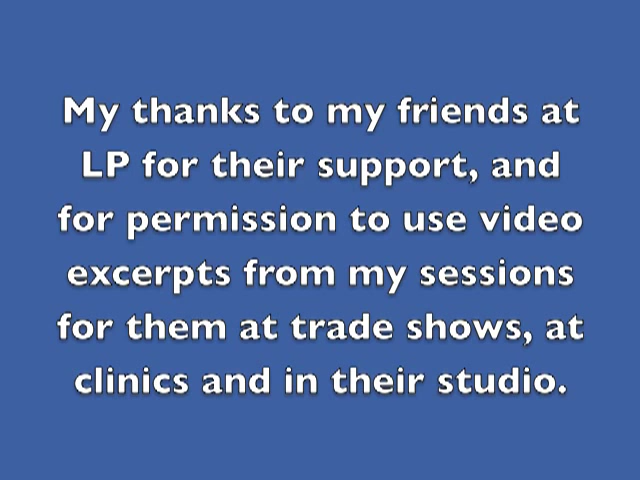 My thanks to my friends at
LP for their support, and
for permission to use video
excerpts from my sessions
for them at trade shows, at
clinics and in their studio.